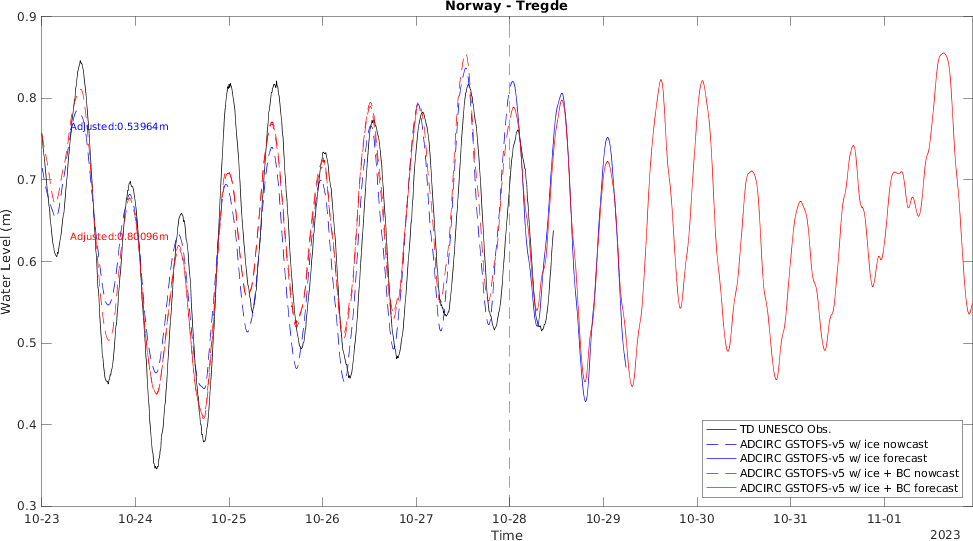 Norway - Tregde
0.9
0.8
0.7
0.6
0.5
0.4
0.3
Water Level (m)
Adjusted:0.53964m
Adjusted:0.80096m
TD UNESCO Obs.
ADCIRC GSTOFS-v5 w/ ice nowcast
ADCIRC GSTOFS-v5 w/ ice forecast
ADCIRC GSTOFS-v5 w/ ice + BC nowcast
ADCIRC GSTOFS-v5 w/ ice + BC forecast
10-23 10-24 10-25 10-26 10-27 10-28 10-29 10-30 10-31 11-01
Time
2023